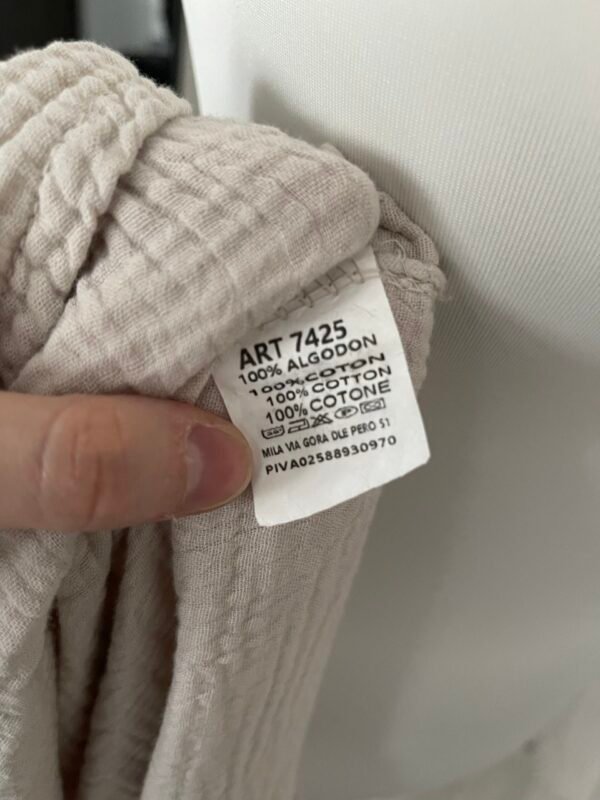 ART 7425
100% ALGODON
100% COTON
100% COTTON
100% COTONE
MILA VIA GORA DLE PERO 51
PIVA02588930970